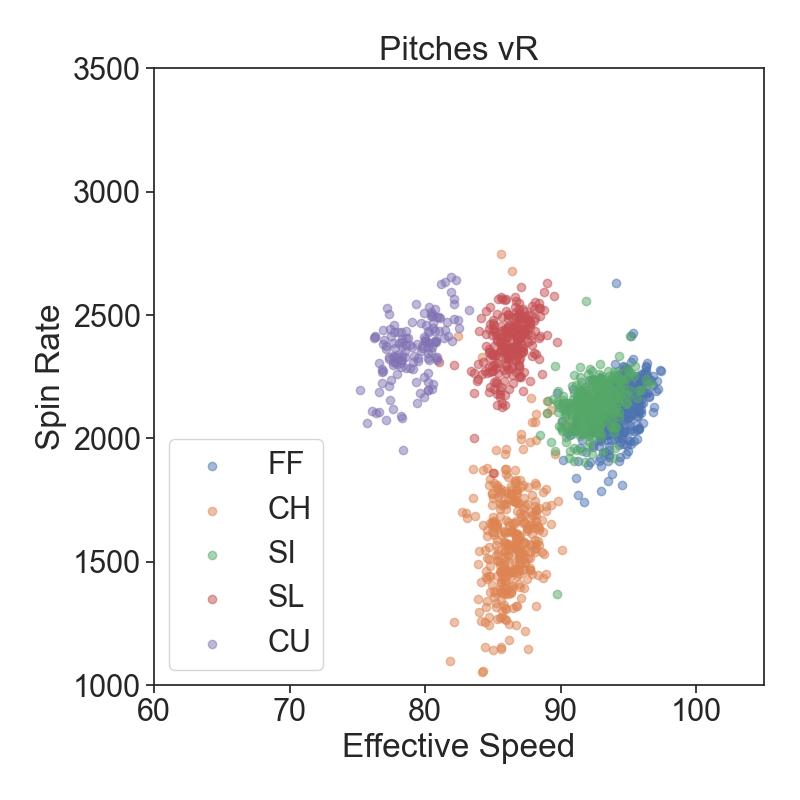 Pitches vR
3500
3000
2500
2000
1500
1000
Spin Rate
FF
CH
SI
SL
CU
60 70 80 90 100
Effective Speed